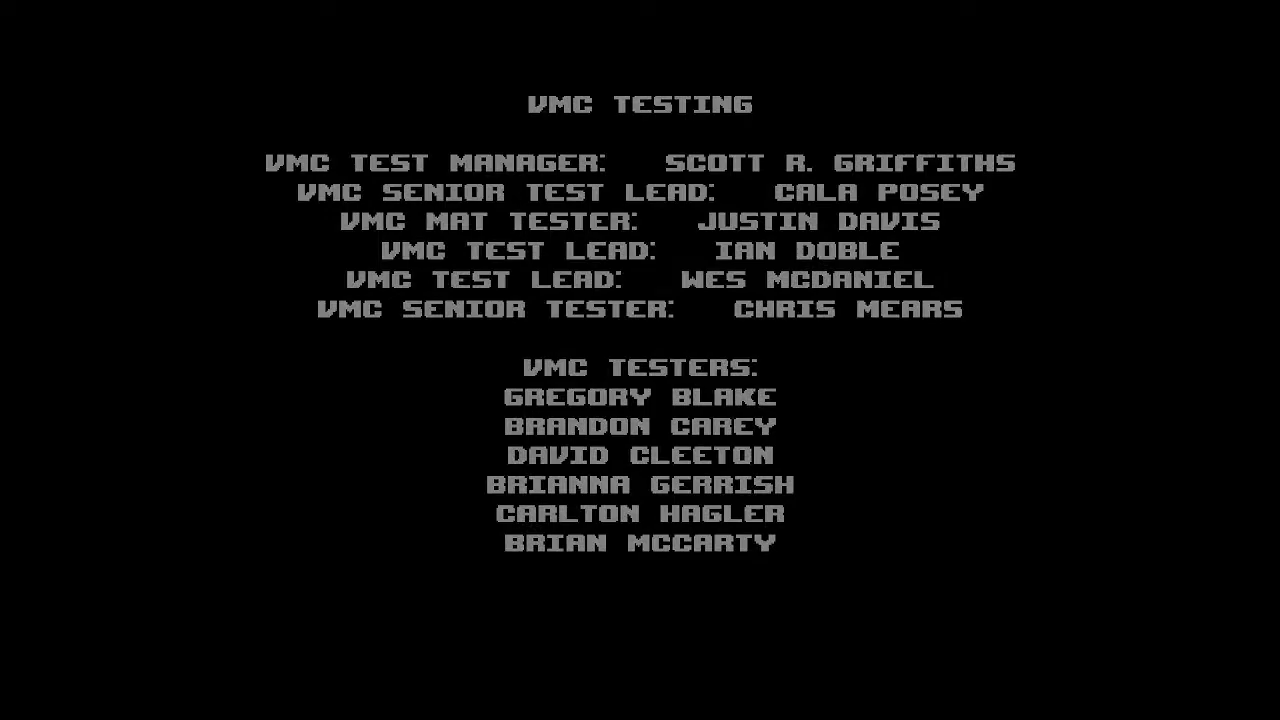 VMC TESTING
VMC TEST MANAGER: SCOTT R. GRIFFITHS
VMC SENIOR TEST LEAD: CALA POSEY
VMC MAT TESTER: JUSTIN DAVIS
VMC TEST LEAD: IAN DOBLE
VMC TEST LEAD: WES MCDANIEL
VMC SENIOR TESTER: CHRIS MEARS
VMC TESTERS:
GREGORY BLAKE
BRANDON CAREY
DAVID CLEETON
BRIANNA GERRISH
CARLTON HAGLER
BRIAN MCCARTY